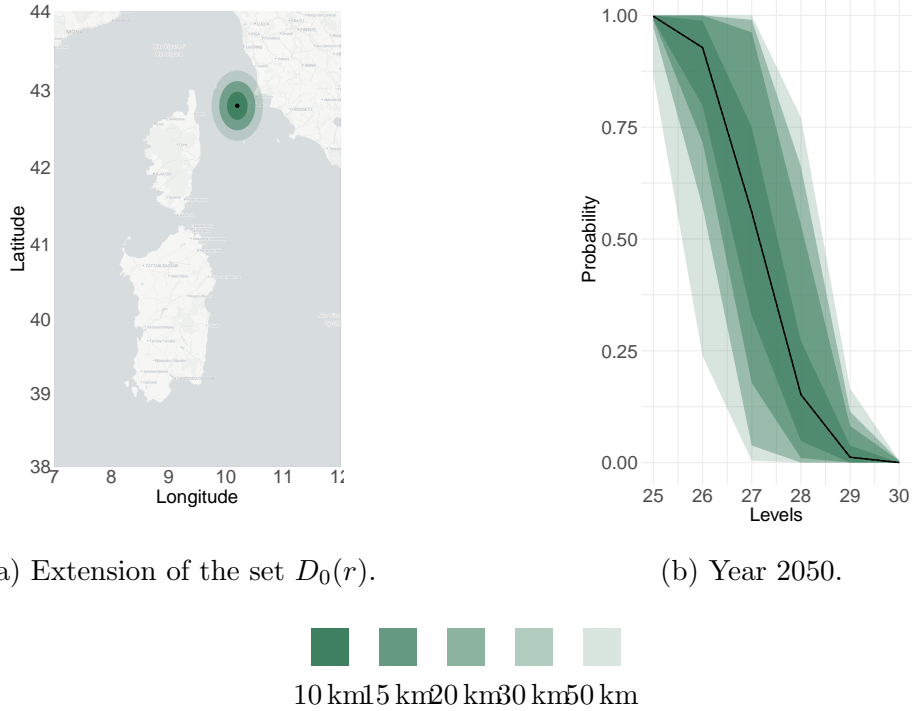 44
43
42
41
40
39
38
Latitude
7 8 9 10 11 12
Longitude
1.00
0.75
0.50
0.25
0.00
Probability
25 26 27 28 29 30
Levels
a) Extension of the set D₀(r).
(b) Year 2050.
10 km 15 km 20 km 30 km 50 km